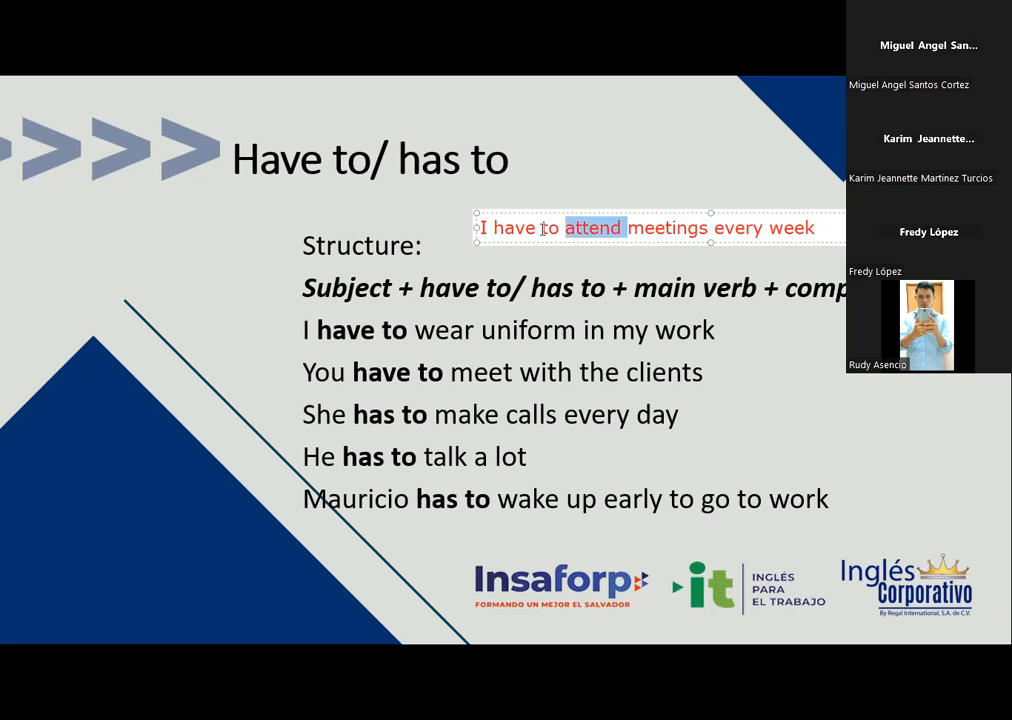 Miguel Angel San...
Miguel Angel Santos Cortez
Karim Jeannette...
Karim Jeannette Martinez Turcios
Fredy López
Fredy López
Rudy Asencio
Have to/ has to
I have to attend meetings every week
Structure:
Subject + have to/ has to + main verb + comp
I have to wear uniform in my work
You have to meet with the clients
She has to make calls every day
He has to talk a lot
Mauricio has to wake up early to go to work
Insaforp
FORMANDO UN MEJOR EL SALVADOR
it
INGLÉS
PARA
EL TRABAJO
Inglés
Corporativo
By Regal International, S.A. de C.V.